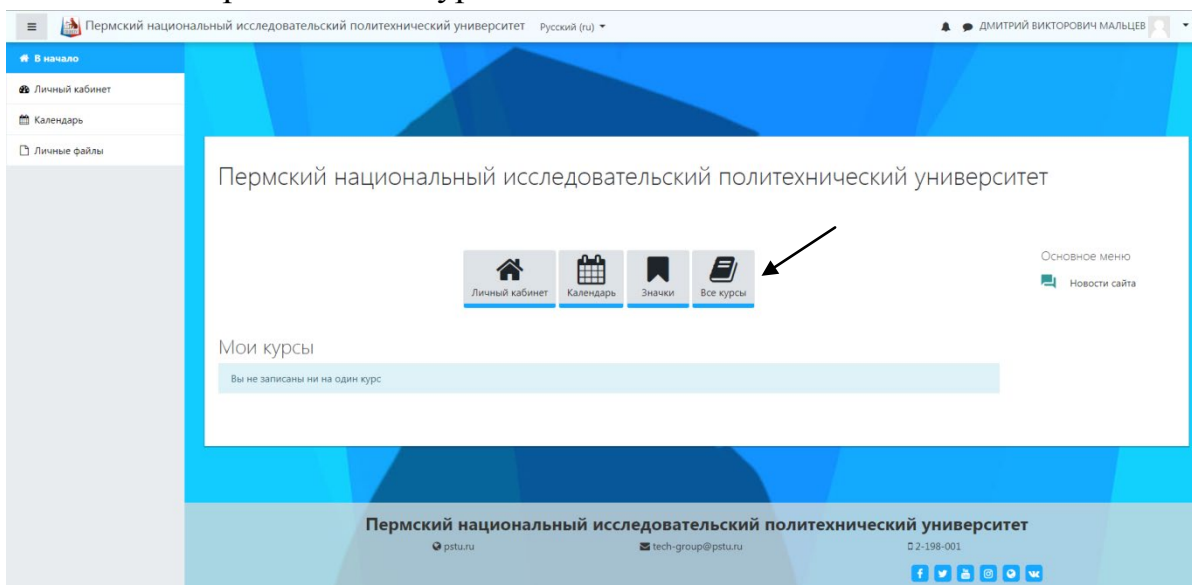 Пермский национальный исследовательский политехнический университет Русский (ru)
ДМИТРИЙ ВИКТОРОВИЧ МАЛЬЦЕВ
В начало
Личный кабинет
Календарь
Личные файлы
Пермский национальный исследовательский политехнический университет
Личный кабинет Календарь Значки Все курсы
Основное меню
Новости сайта
Мои курсы
Вы не записаны ни на один курс
Пермский национальный исследовательский политехнический университет
pstu.ru tech-group@pstu.ru 2-198-001